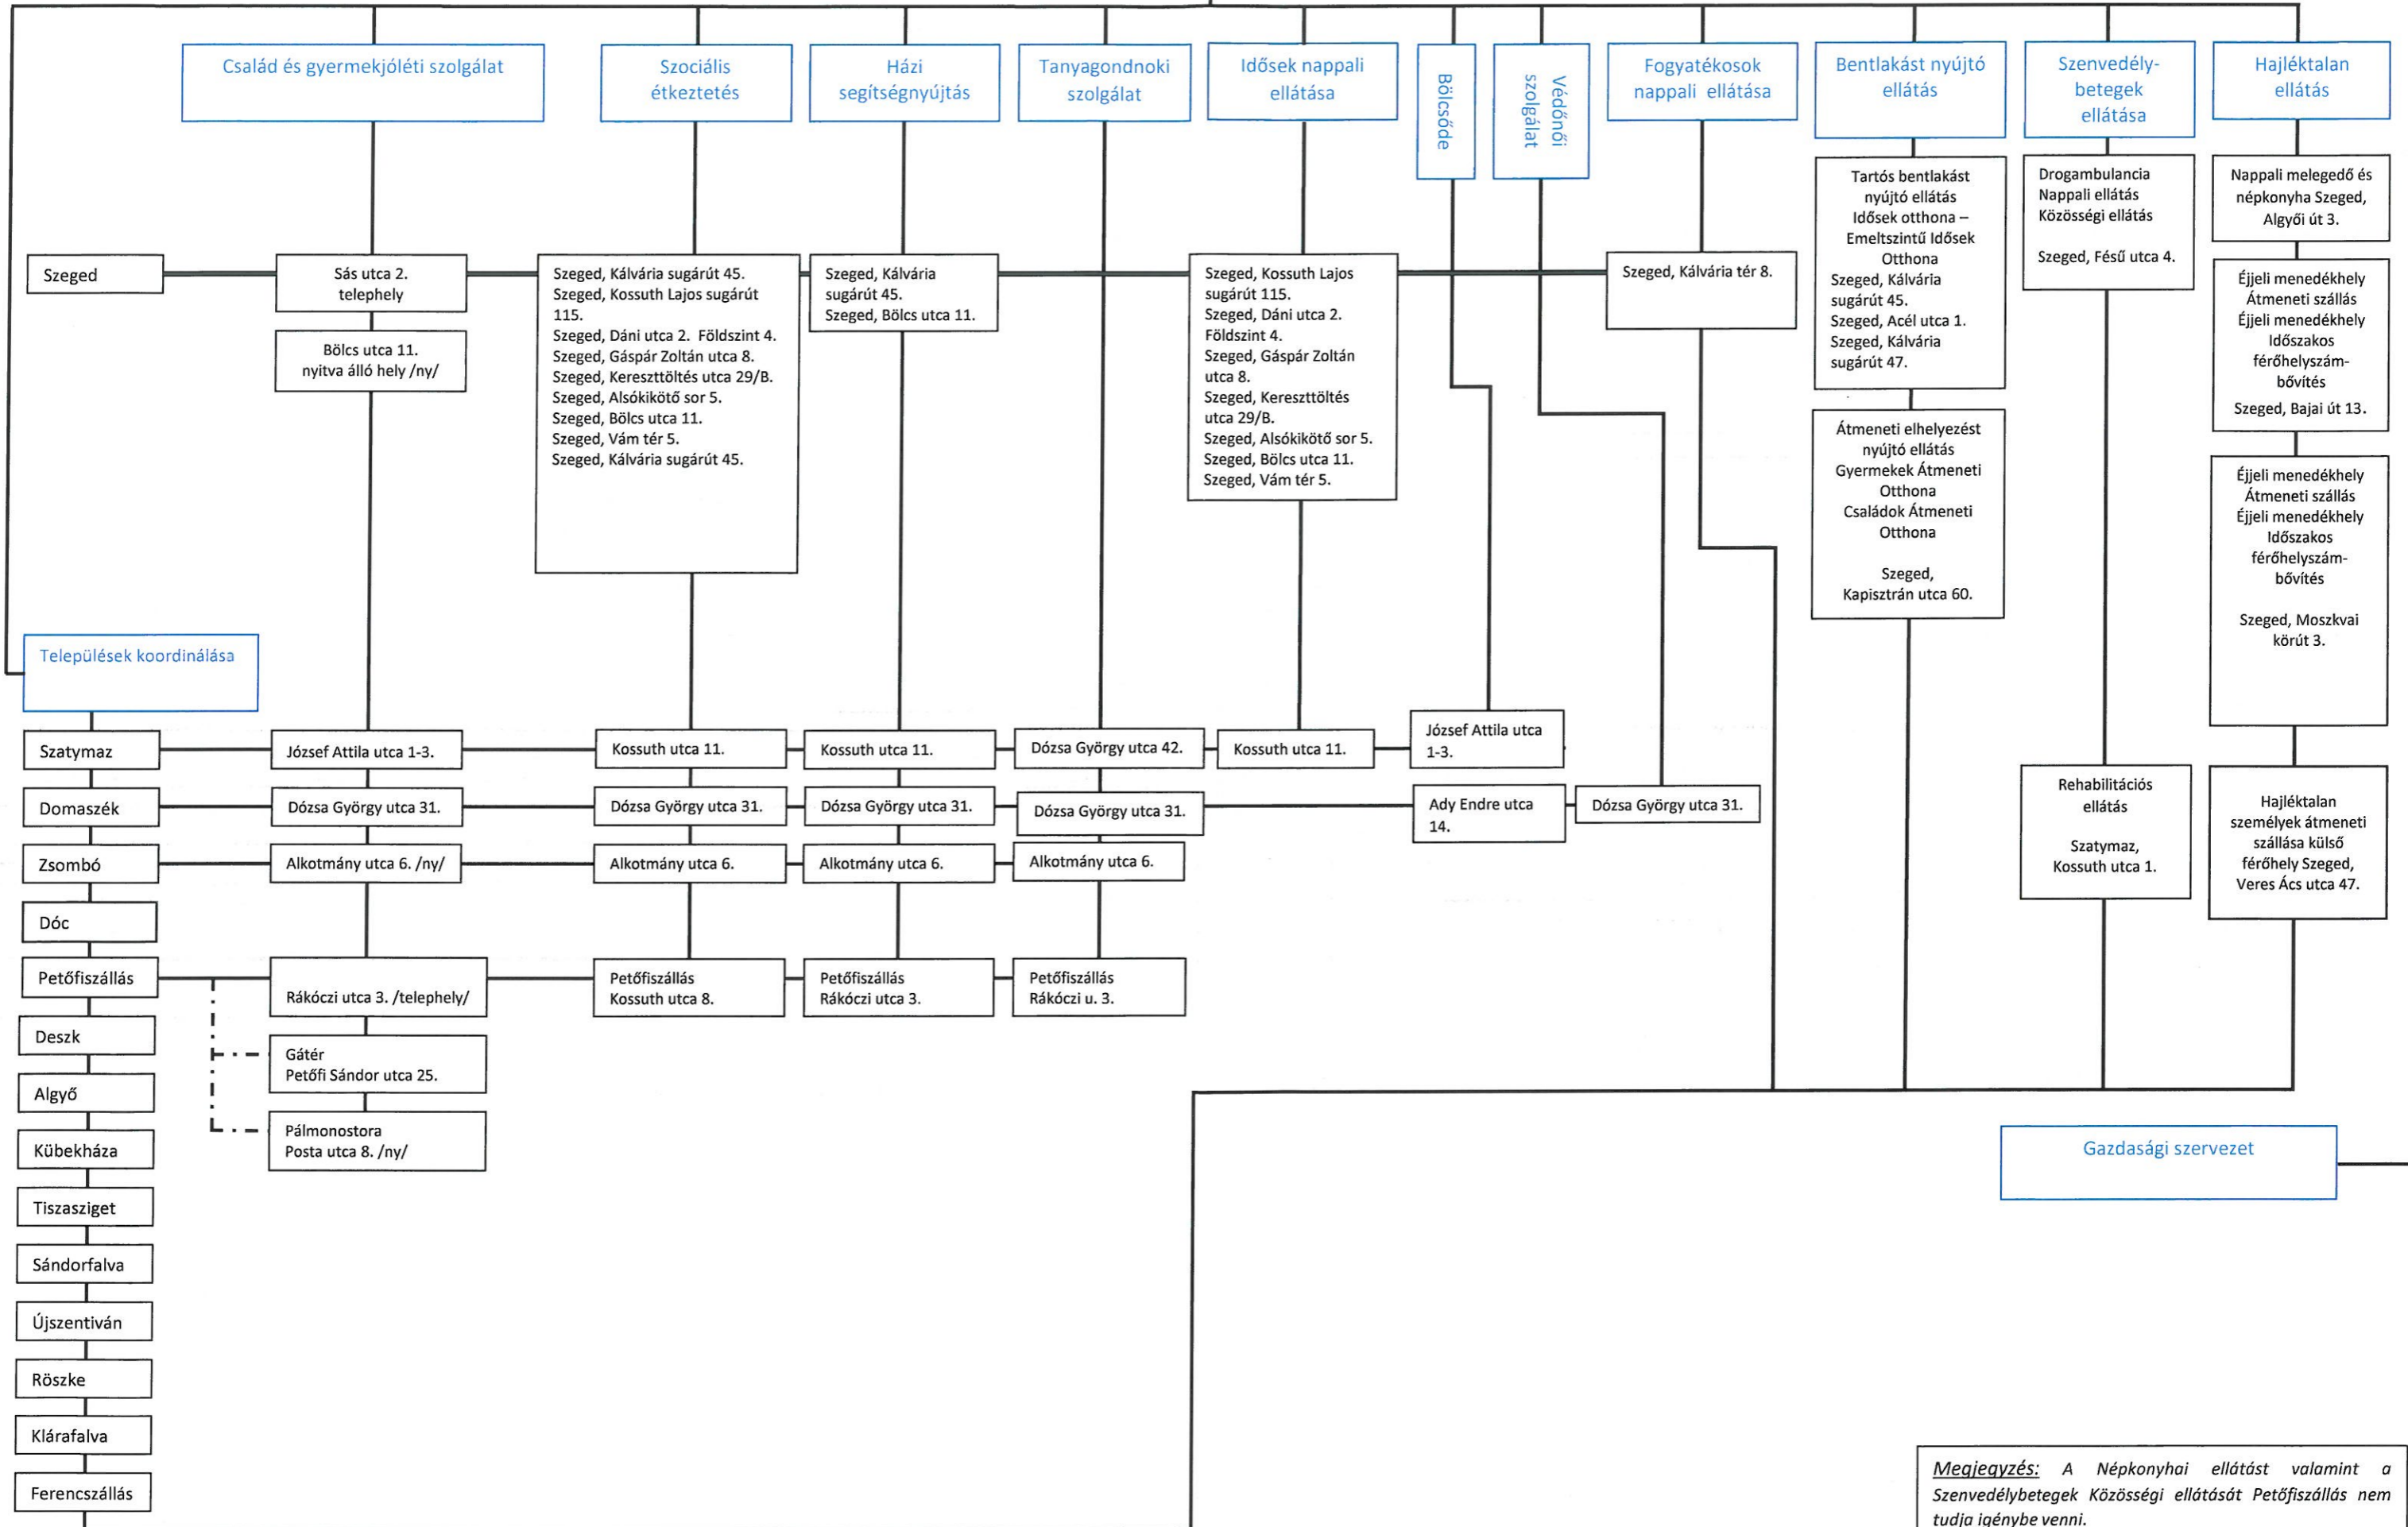 Család és gyermekjóléti szolgálat
Szociális
étkeztetés
Házi
segítségnyújtás
Tanyagondnoki
szolgálat
Idősek nappali
ellátása
Bölcsőde
Védőnői
szolgálat
Fogyatékosok
nappali ellátása
Bentlakást nyújtó
ellátás
Szenvedély-
betegek
ellátása
Hajléktalan
ellátás
Szeged
Sás utca 2.
telephely
Bölcs utca 11.
nyitva álló hely /ny/
Szeged, Kálvária sugárút 45.
Szeged, Kossuth Lajos sugárút
115.
Szeged, Dáni utca 2. Földszint 4.
Szeged, Gáspár Zoltán utca 8.
Szeged, Kereszttöltés utca 29/B.
Szeged, Alsókikötő sor 5.
Szeged, Bölcs utca 11.
Szeged, Vám tér 5.
Szeged, Kálvária sugárút 45.
Szeged, Kálvária
sugárút 45.
Szeged, Bölcs utca 11.
Szeged, Kossuth Lajos
sugárút 115.
Szeged, Dáni utca 2.
Földszint 4.
Szeged, Gáspár Zoltán
utca 8.
Szeged, Kereszttöltés
utca 29/B.
Szeged, Alsókikötő sor 5.
Szeged, Bölcs utca 11.
Szeged, Vám tér 5.
Szeged, Kálvária tér 8.
Tartós bentlakást
nyújtó ellátás
Idősek otthona –
Emeltszintű Idősek
Otthona
Szeged, Kálvária
sugárút 45.
Szeged, Acél utca 1.
Szeged, Kálvária
sugárút 47.
Átmeneti elhelyezést
nyújtó ellátás
Gyermekek Átmeneti
Otthona
Családok Átmeneti
Otthona
Szeged,
Kapisztrán utca 60.
Drogambulancia
Nappali ellátás
Közösségi ellátás
Szeged, Fésű utca 4.
Nappali melegedő és
népkonyha Szeged,
Algyői út 3.
Éjjeli menedékhely
Átmeneti szállás
Éjjeli menedékhely
Időszakos
férőhelyszám-
bővítés
Szeged, Bajai út 13.
Éjjeli menedékhely
Átmeneti szállás
Éjjeli menedékhely
Időszakos
férőhelyszám-
bővítés
Szeged, Moszkvai
körút 3.
Települések koordinálása
Szatymaz
József Attila utca 1-3.
Kossuth utca 11.
Kossuth utca 11.
Dózsa György utca 42.
Kossuth utca 11.
József Attila utca
1-3.
Domaszék
Dózsa György utca 31.
Dózsa György utca 31.
Dózsa György utca 31.
Dózsa György utca 31.
Ady Endre utca
14.
Dózsa György utca 31.
Rehabilitációs
ellátás
Szatymaz,
Kossuth utca 1.
Hajléktalan
személyek átmeneti
szállása külső
férőhely Szeged,
Veres Ács utca 47.
Zsombó
Alkotmány utca 6. /ny/
Alkotmány utca 6.
Alkotmány utca 6.
Alkotmány utca 6.
Dóc
Petőfiszállás
Rákóczi utca 3. /telephely/
Petőfiszállás
Kossuth utca 8.
Petőfiszállás
Rákóczi utca 3.
Petőfiszállás
Rákóczi u. 3.
Deszk
Gátér
Petőfi Sándor utca 25.
Algyő
Pálmonostora
Posta utca 8. /ny/
Kübekháza
Gazdasági szervezet
Tiszasziget
Sándorfalva
Újszentiván
Röszke
Klárafalva
Ferencszállás
Megjegyzés: A Népkonyhai ellátást valamint a
Szenvedélybetegek Közösségi ellátását Petőfiszállás nem
tudja igénybe venni.